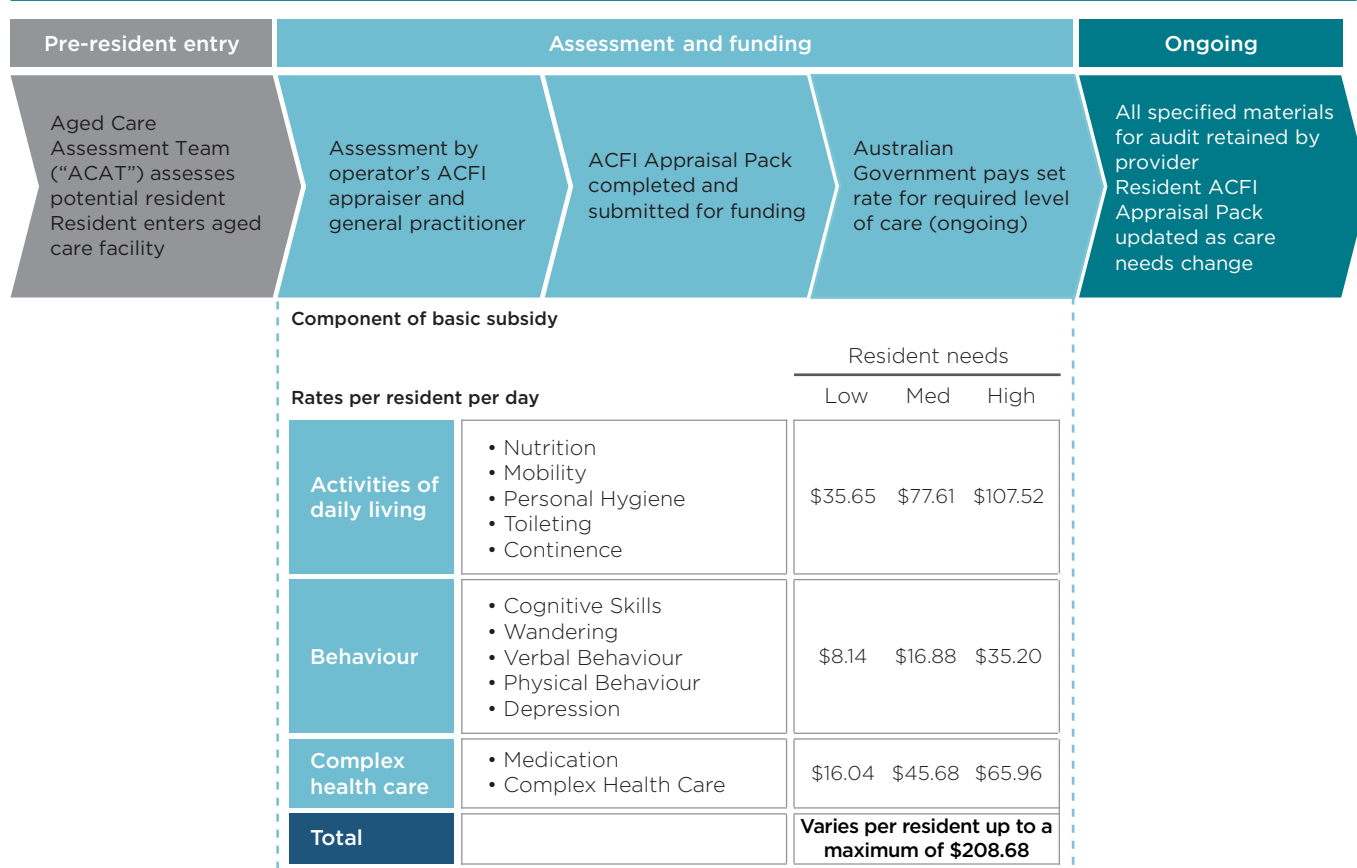 Pre-resident entry
Assessment and funding
Ongoing
Aged Care
Assessment Team
(“ACAT”) assesses
potential resident
Resident enters aged
care facility
Assessment by
operator’s ACFI
appraiser and
general practitioner
ACFI Appraisal Pack
completed and
submitted for funding
Australian
Government pays set
rate for required level
of care (ongoing)
All specified materials
for audit retained by
provider
Resident ACFI
Appraisal Pack
updated as care
needs change
Component of basic subsidy
Resident needs
Rates per resident per day
Low Med High
Activities of
daily living
• Nutrition
• Mobility
• Personal Hygiene
• Toileting
• Continence
$35.65 $77.61 $107.52
Behaviour
• Cognitive Skills
• Wandering
• Verbal Behaviour
• Physical Behaviour
• Depression
$8.14 $16.88 $35.20
Complex
health care
• Medication
• Complex Health Care
$16.04 $45.68 $65.96
Total
Varies per resident up to a
maximum of $208.68